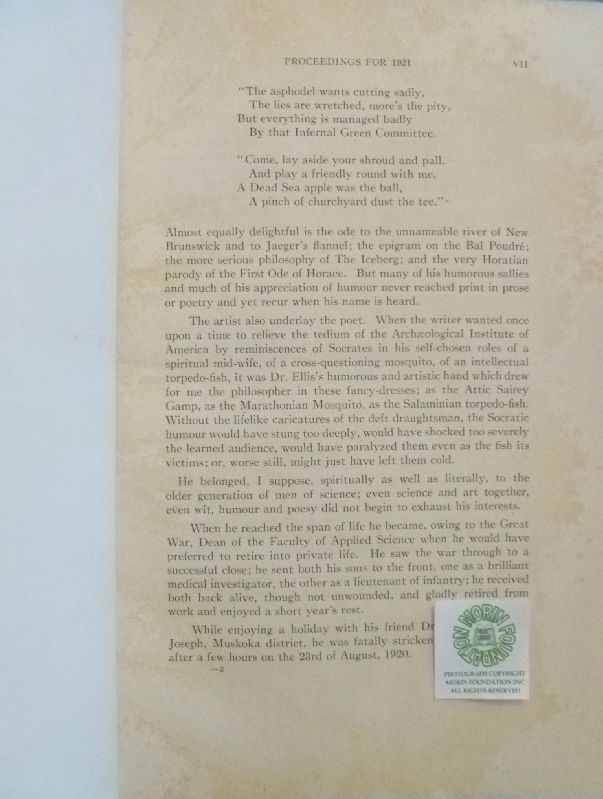 PROCEEDINGS FOR 1921 VII
"The asphodel wants cutting sadly,
The lies are wretched, more's the pity,
But everything is managed badly
By that Infernal Green Committee.
"Come, lay aside your shroud and pall,
And play a friendly round with me,
A Dead Sea apple was the ball,
A pinch of churchyard dust the tee."
Almost equally delightful is the ode to the unnameable river of New
Brunswick and to Jaeger's flannel; the epigram on the Bal Poudré;
the more serious philosophy of The Iceberg; and the very Horatian
parody of the First Ode of Horace. But many of his humorous sallies
and much of his appreciation of humour never reached print in prose
or poetry and yet recur when his name is heard.
The artist also underlay the poet. When the writer wanted once
upon a time to relieve the tedium of the Archæological Institute of
America by reminiscences of Socrates in his self-chosen roles of a
spiritual mid-wife, of a cross-questioning mosquito, of an intellectual
torpedo-fish, it was Dr. Ellis's humorous and artistic hand which drew
for me the philosopher in these fancy-dresses; as the Attic Sairey
Gamp, as the Marathonian Mosquito, as the Salaminian torpedo-fish.
Without the lifelike caricatures of the deft draughtsman, the Socratic
humour would have stung too deeply, would have shocked too severely
the learned audience, would have paralyzed them even as the fish its
victims; or, worse still, might just have left them cold.
He belonged, I suppose, spiritually as well as literally, to the
older generation of men of science; even science and art together,
even wit, humour and poesy did not begin to exhaust his interests.
When he reached the span of life he became, owing to the Great
War, Dean of the Faculty of Applied Science when he would have
preferred to retire into private life. He saw the war through to a
successful close; he sent both his sons to the front, one as a brilliant
medical investigator, the other as a lieutenant of infantry; he received
both back alive, though not unwounded, and gladly retired from
work and enjoyed a short year's rest.
While enjoying a holiday with his friend Dr
Joseph, Muskoka district, he was fatally stricken
after a few hours on the 23rd of August, 1920.
—2
MORIN FOUNDATION
PHOTOGRAPH COPYRIGHT
MORIN FOUNDATION INC
ALL RIGHTS RESERVED